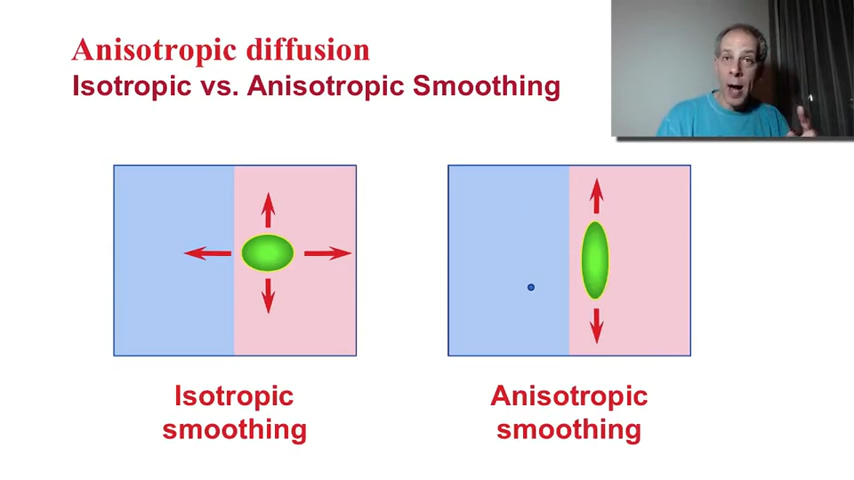 Anisotropic diffusion
Isotropic vs. Anisotropic Smoothing
Isotropic
smoothing
Anisotropic
smoothing